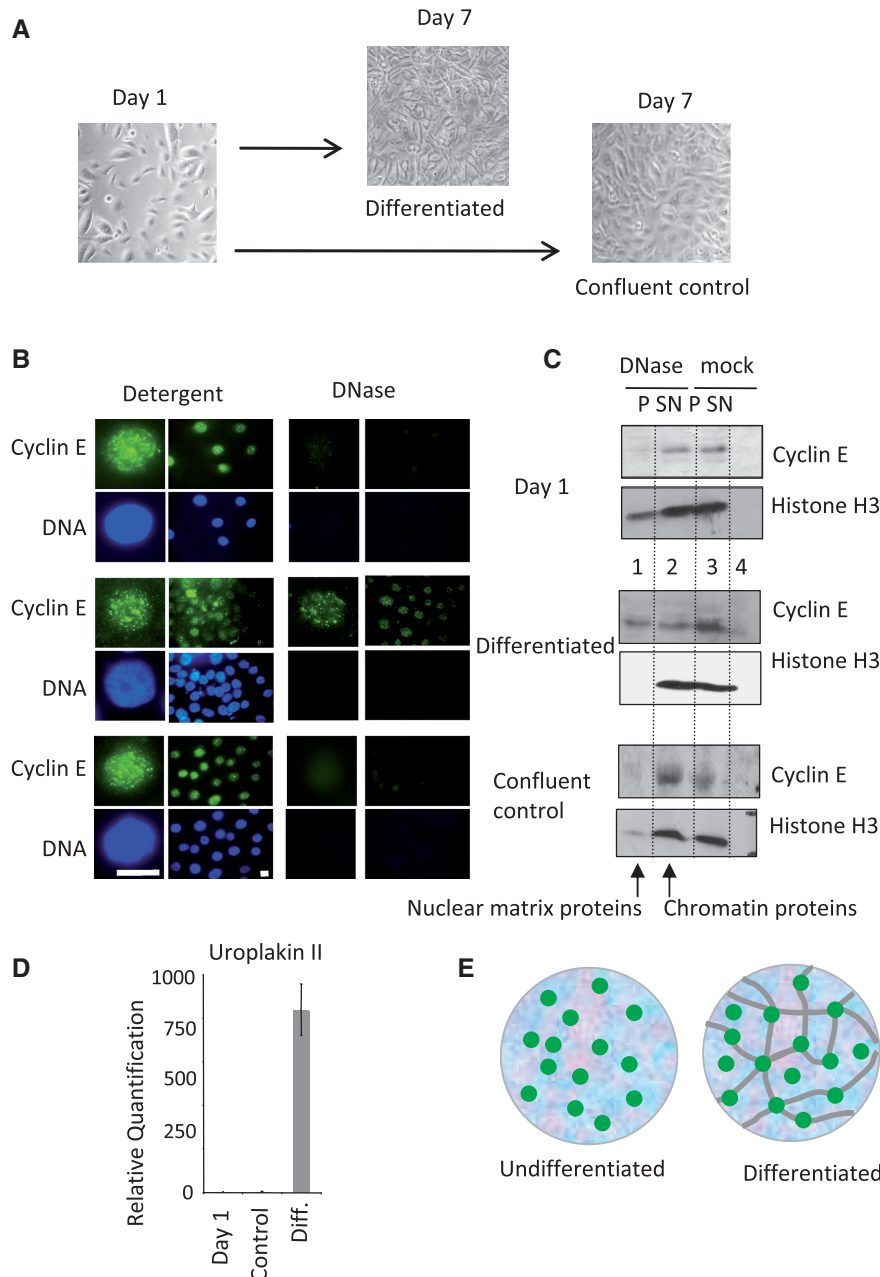 A
Day 1
Day 7
Differentiated
Day 7
Confluent control
B
Detergent
DNase
Cyclin E
DNA
Cyclin E
DNA
Cyclin E
DNA
C
DNase mock
P SN P SN
Day 1
Cyclin E
Histone H3
1 2 3 4
Differentiated
Cyclin E
Histone H3
Confluent
control
Cyclin E
Histone H3
Nuclear matrix proteins
Chromatin proteins
D
Uroplakin II
Relative Quantification
1000
750
500
250
0
Day 1
Control
Diff.
E
Undifferentiated
Differentiated